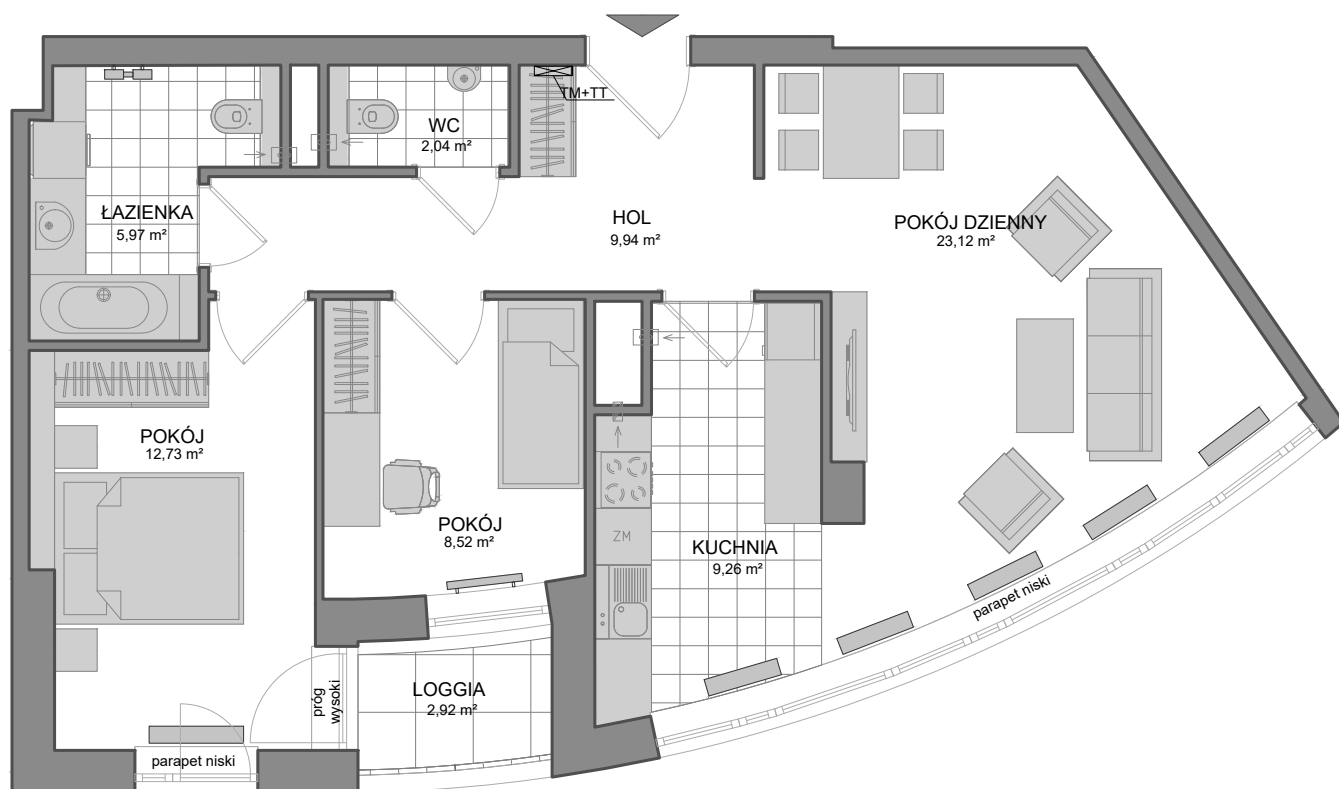 TM+TT
WC
2,04 m²
ŁAZIENKA
5,97 m²
HOL
9,94 m²
POKÓJ DZIENNY
23,12 m²
POKÓJ
12,73 m²
POKÓJ
8,52 m²
ZM
KUCHNIA
9,26 m²
parapet niski
LOGGIA
2,92 m²
próg
wysoki
parapet niski